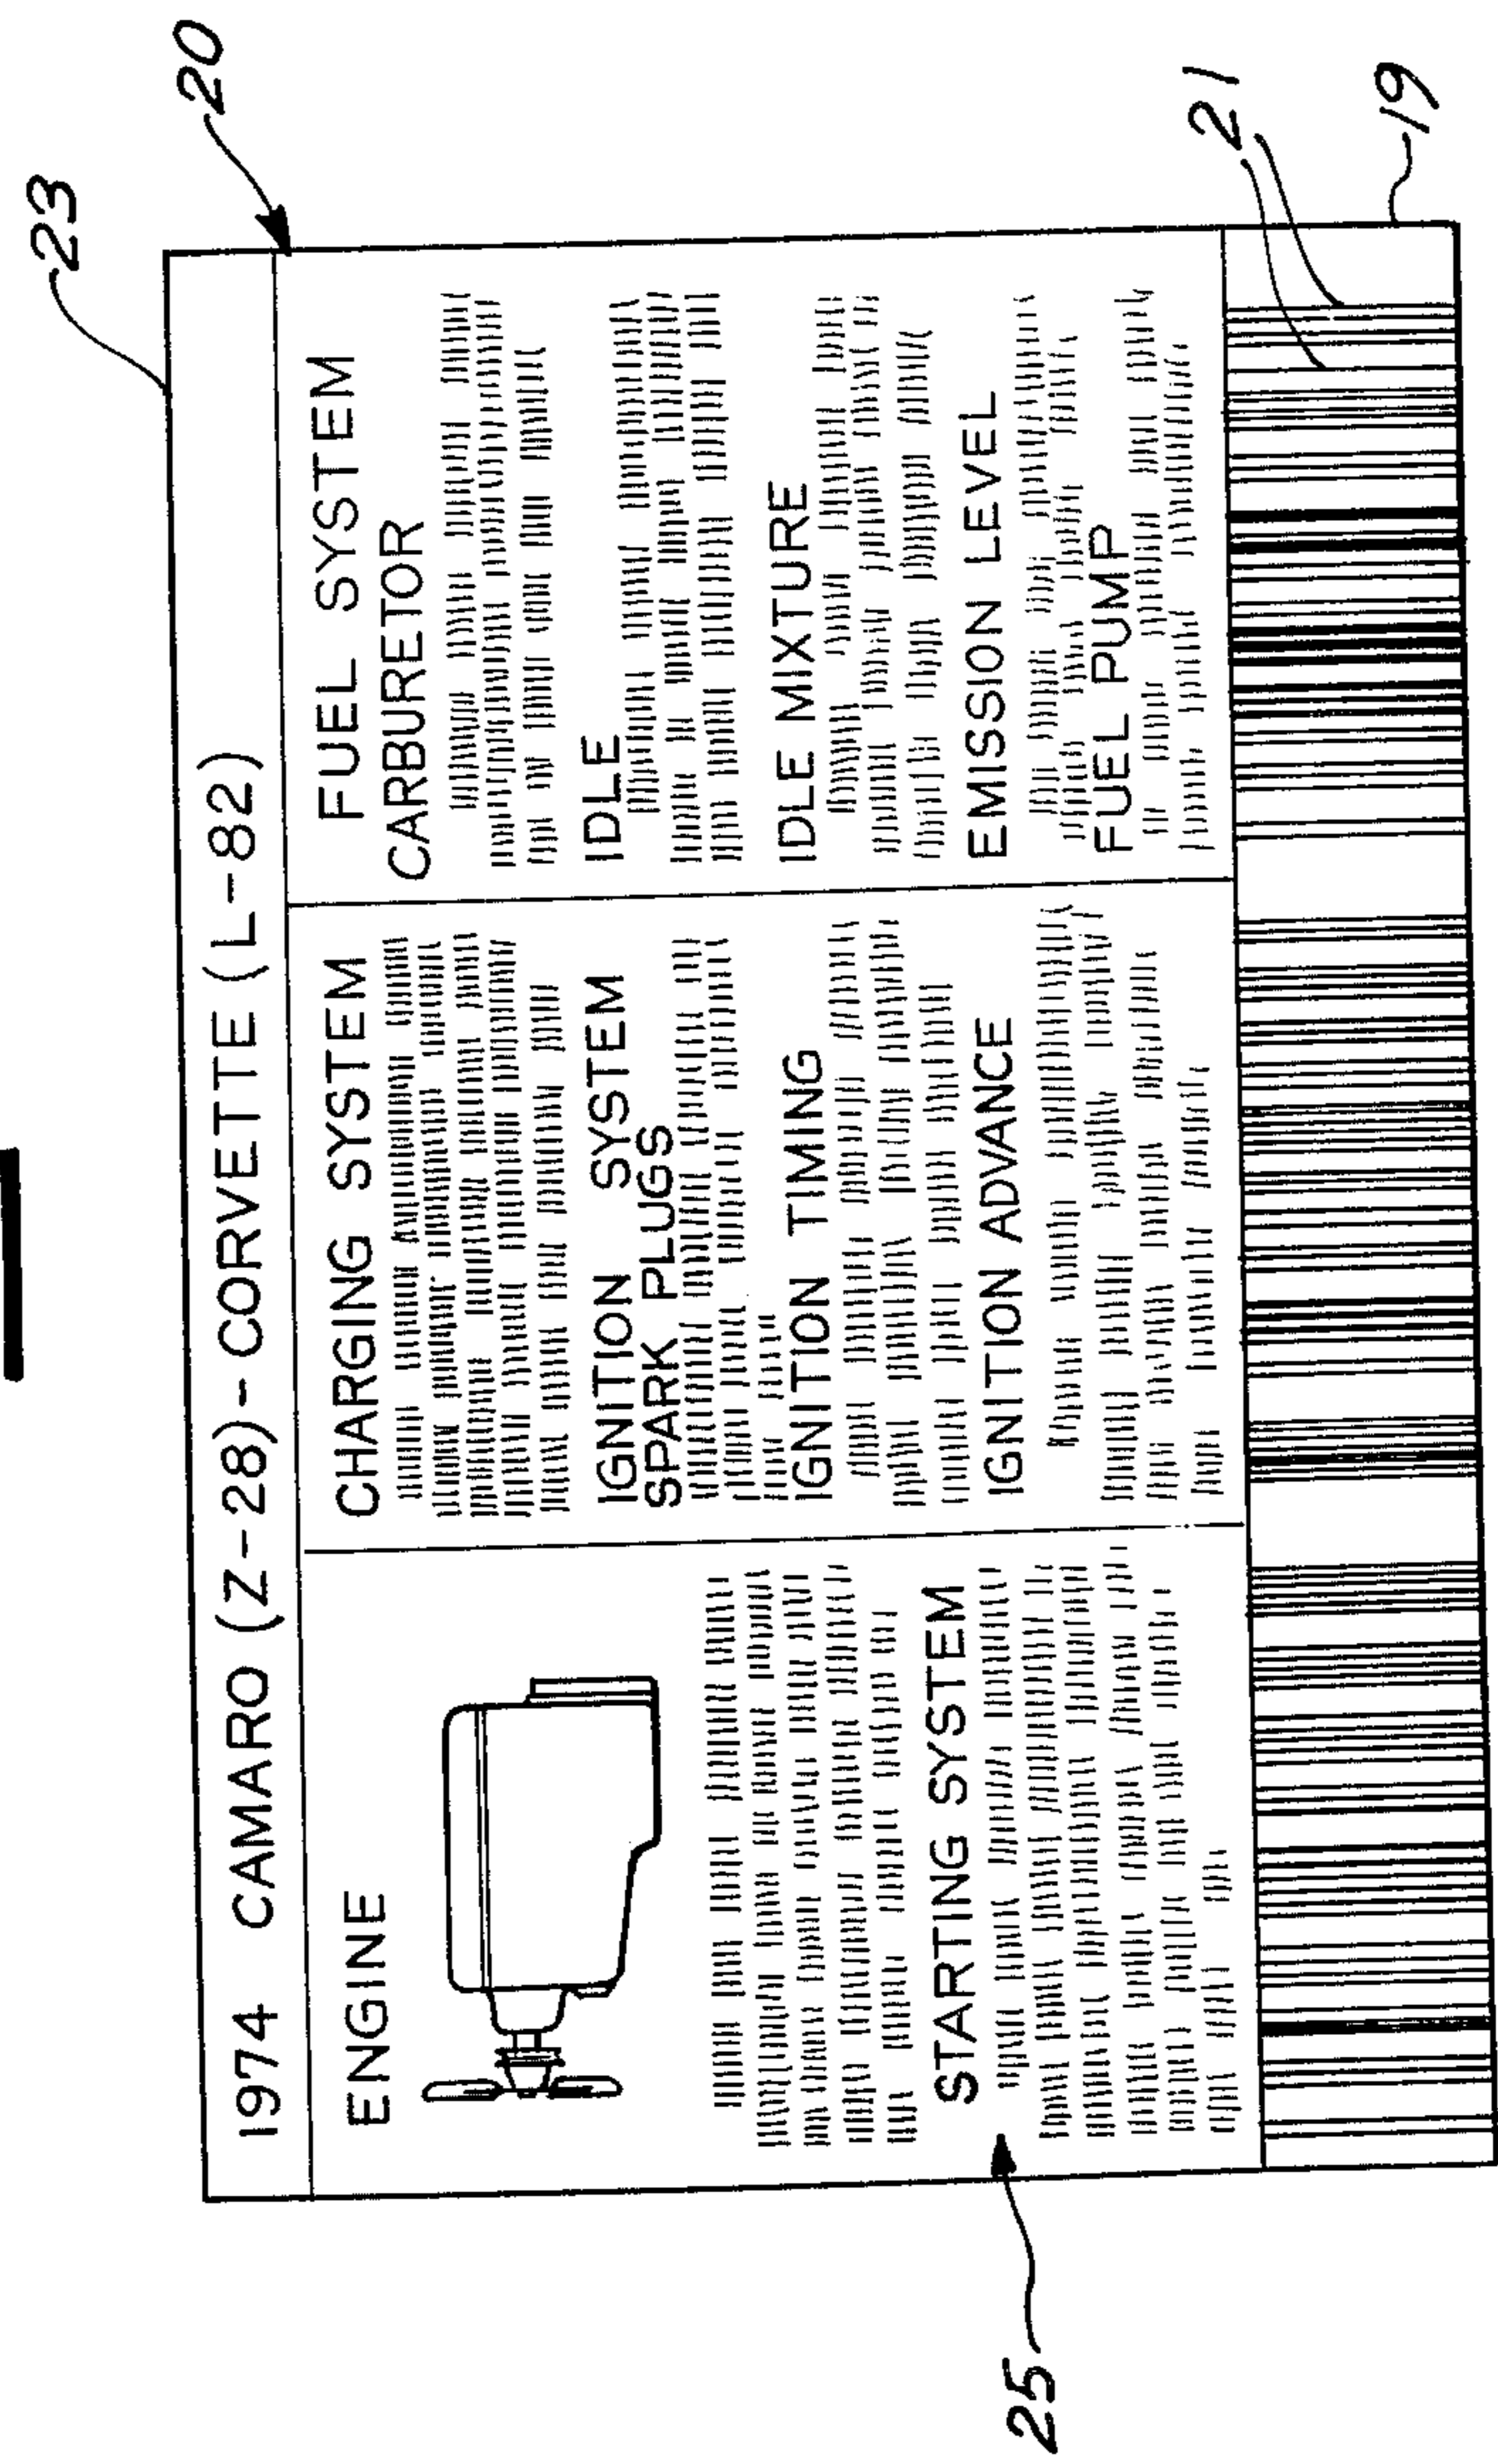 23
20
1974 CAMARO (Z-28)-CORVETTE (L-82)
ENGINE
STARTING SYSTEM
25
CHARGING SYSTEM
IGNITION SYSTEM
SPARK PLUGS
IGNITION TIMING
IGNITION ADVANCE
FUEL SYSTEM
CARBURETOR
IDLE
IDLE MIXTURE
EMISSION LEVEL
FUEL PUMP
21
19